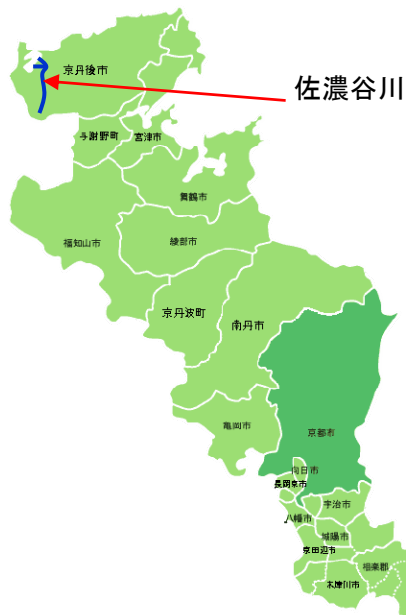 京丹後市
佐濃谷川
与謝野町
宮津市
舞鶴市
福知山市
綾部市
京丹波町
南丹市
亀岡市
京都市
向日市
長岡京市
宇治市
八幡市
城陽市
京田辺市
相楽郡
木津川市